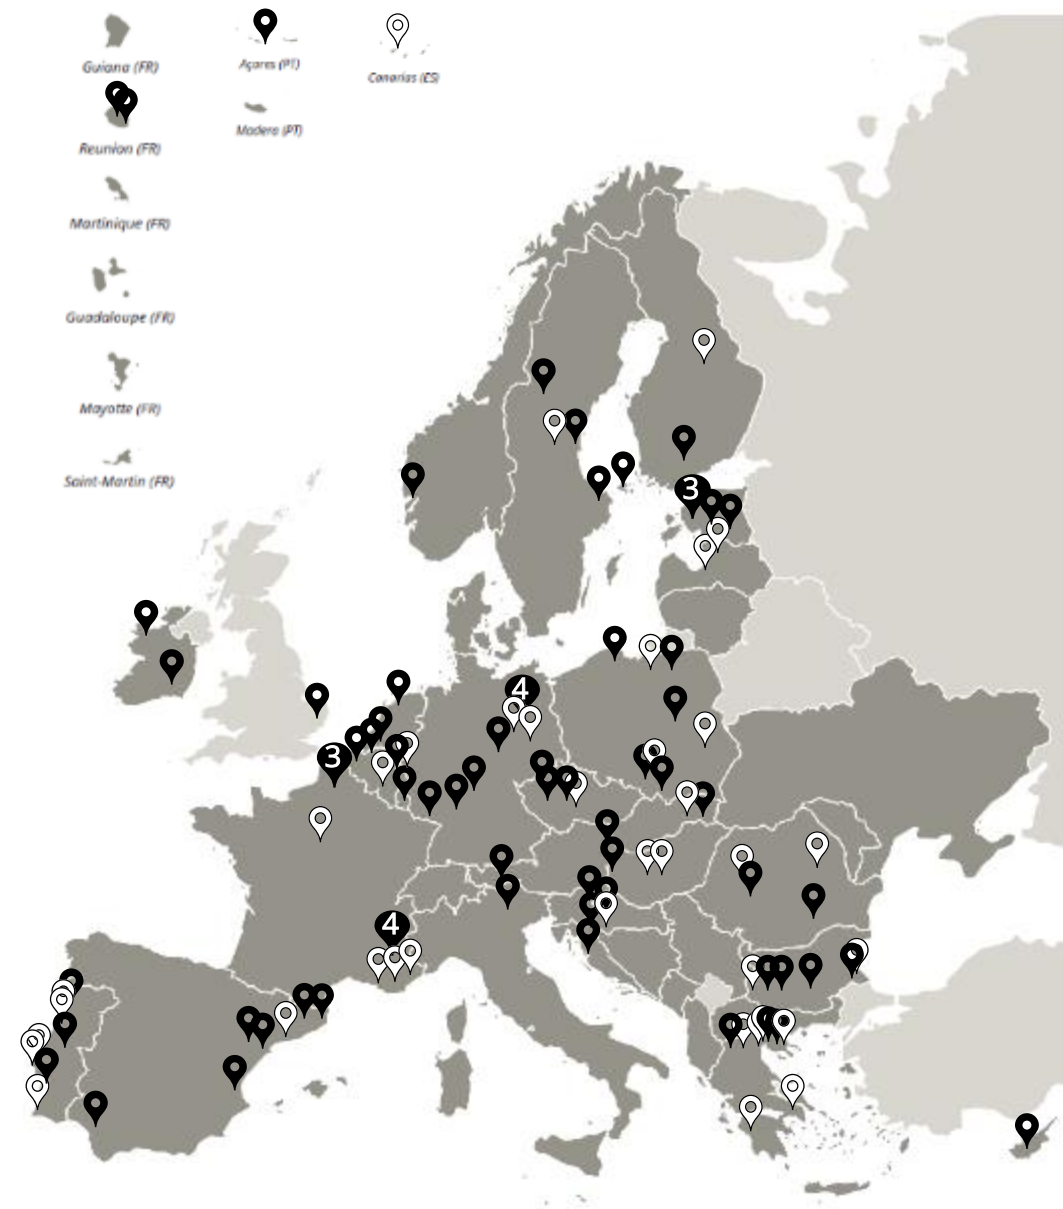 Guiana (FR)
Açores (PT)
Canarias (ES)
Reunion (FR)
Madera (PT)
Martinique (FR)
Guadaloupe (FR)
Mayotte (FR)
Saint-Martin (FR)
3
4
3
4